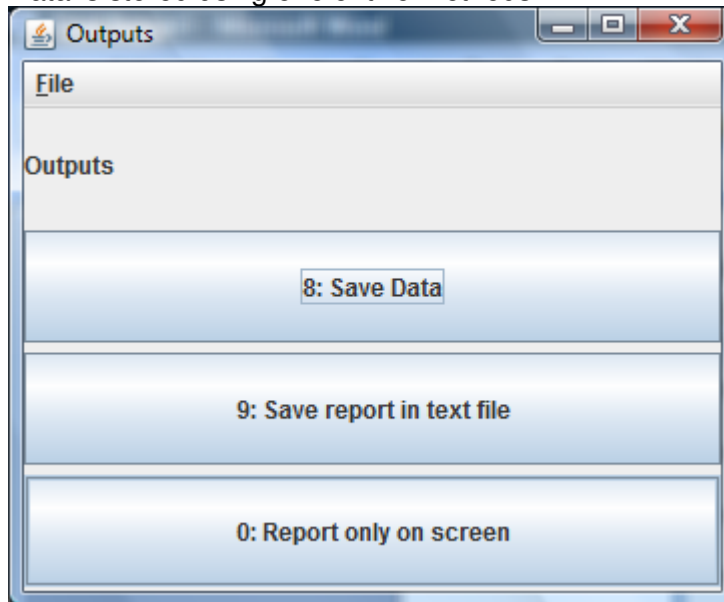 Outputs
File
Outputs
8: Save Data
9: Save report in text file
0: Report only on screen